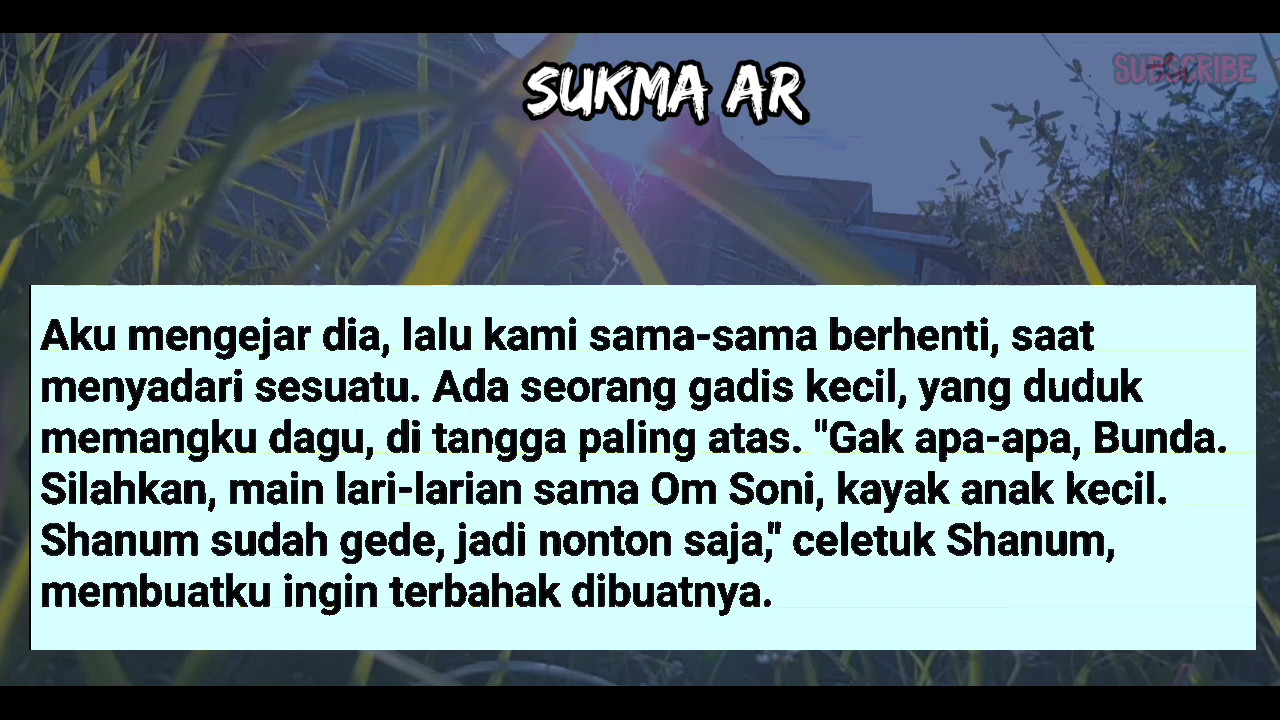 SUKMA AR
SUBSCRIBE
Aku mengejar dia, lalu kami sama-sama berhenti, saat
menyadari sesuatu. Ada seorang gadis kecil, yang duduk
memangku dagu, di tangga paling atas. "Gak apa-apa, Bunda.
Silahkan, main lari-larian sama Om Soni, kayak anak kecil.
Shanum sudah gede, jadi nonton saja," celetuk Shanum,
membuatku ingin terbahak dibuatnya.